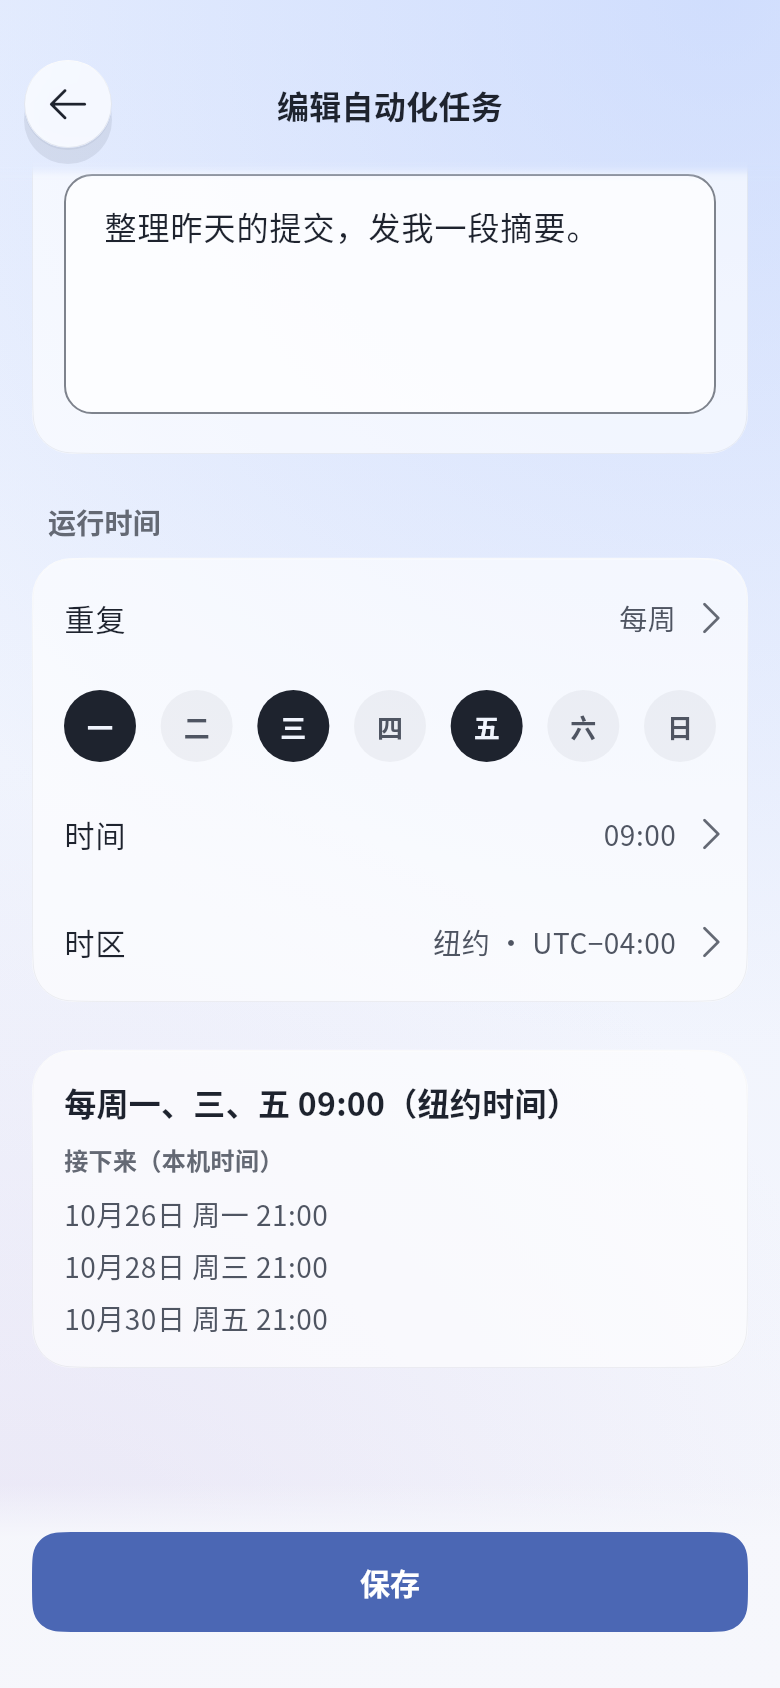 编辑自动化任务
整理昨天的提交，发我一段摘要。
运行时间
重复 每周
一 二 三 四 五 六 日
时间 09:00
时区 纽约 · UTC−04:00
每周一、三、五 09:00（纽约时间）
接下来（本机时间）
10月26日 周一 21:00
10月28日 周三 21:00
10月30日 周五 21:00
保存